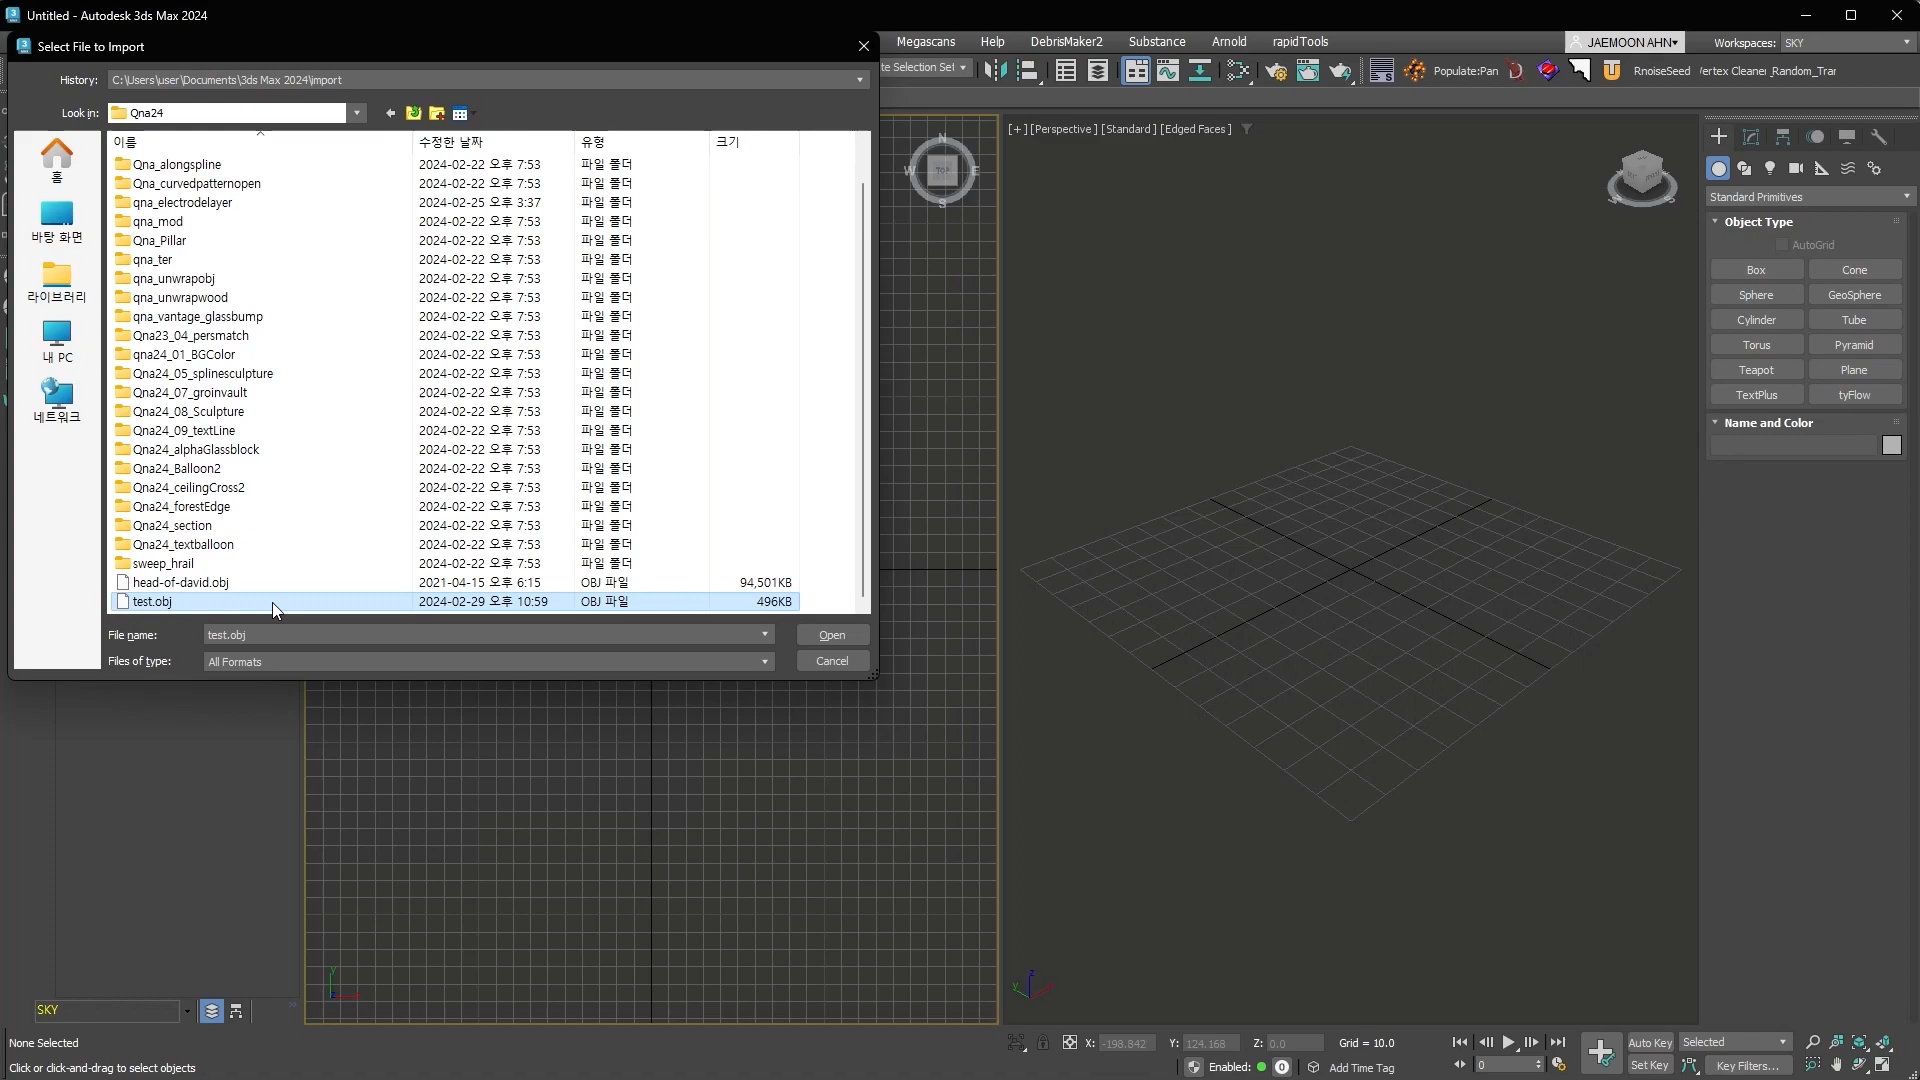 Untitled - Autodesk 3ds Max 2024
Select File to Import
Megascans Help DebrisMaker2 Substance Arnold rapidTools JAEMOON AHN Workspaces: SKY
History: C:\Users\user\Documents\3ds Max 2024\import
te Selection Set Populate:Pan RnoiseSeed /ertex Cleaner _Random_Trar
Look in: Qna24
이름 수정한 날짜 유형 크기
홈
바탕 화면
라이브러리
내 PC
네트워크
Qna_alongspline 2024-02-22 오후 7:53 파일 폴더
Qna_curvedpatternopen 2024-02-22 오후 7:53 파일 폴더
qna_electrodelayer 2024-02-25 오후 3:37 파일 폴더
qna_mod 2024-02-22 오후 7:53 파일 폴더
Qna_Pillar 2024-02-22 오후 7:53 파일 폴더
qna_ter 2024-02-22 오후 7:53 파일 폴더
qna_unwrapobj 2024-02-22 오후 7:53 파일 폴더
qna_unwrapwood 2024-02-22 오후 7:53 파일 폴더
qna_vantage_glassbump 2024-02-22 오후 7:53 파일 폴더
Qna23_04_persmatch 2024-02-22 오후 7:53 파일 폴더
qna24_01_BGColor 2024-02-22 오후 7:53 파일 폴더
Qna24_05_splinesculpture 2024-02-22 오후 7:53 파일 폴더
Qna24_07_groinvault 2024-02-22 오후 7:53 파일 폴더
Qna24_08_Sculpture 2024-02-22 오후 7:53 파일 폴더
Qna24_09_textLine 2024-02-22 오후 7:53 파일 폴더
Qna24_alphaGlassblock 2024-02-22 오후 7:53 파일 폴더
Qna24_Balloon2 2024-02-22 오후 7:53 파일 폴더
Qna24_ceilingCross2 2024-02-22 오후 7:53 파일 폴더
Qna24_forestEdge 2024-02-22 오후 7:53 파일 폴더
Qna24_section 2024-02-22 오후 7:53 파일 폴더
Qna24_textballoon 2024-02-22 오후 7:53 파일 폴더
sweep_hrail 2024-02-22 오후 7:53 파일 폴더
head-of-david.obj 2021-04-15 오후 6:15 OBJ 파일 94,501KB
test.obj 2024-02-29 오후 10:59 OBJ 파일 496KB
File name: test.obj Open
Files of type: All Formats Cancel
N
W TOP E
S
[+] [Perspective ] [Standard ] [Edged Faces ]
Standard Primitives
Object Type
AutoGrid
Box Cone
Sphere GeoSphere
Cylinder Tube
Torus Pyramid
Teapot Plane
TextPlus tyFlow
Name and Color
y
z
y
SKY
None Selected
Click or click-and-drag to select objects
X: -198.842 Y: 124.168 Z: 0.0 Grid = 10.0
Enabled: 0 Add Time Tag
0
Auto Key Selected
Set Key Key Filters...